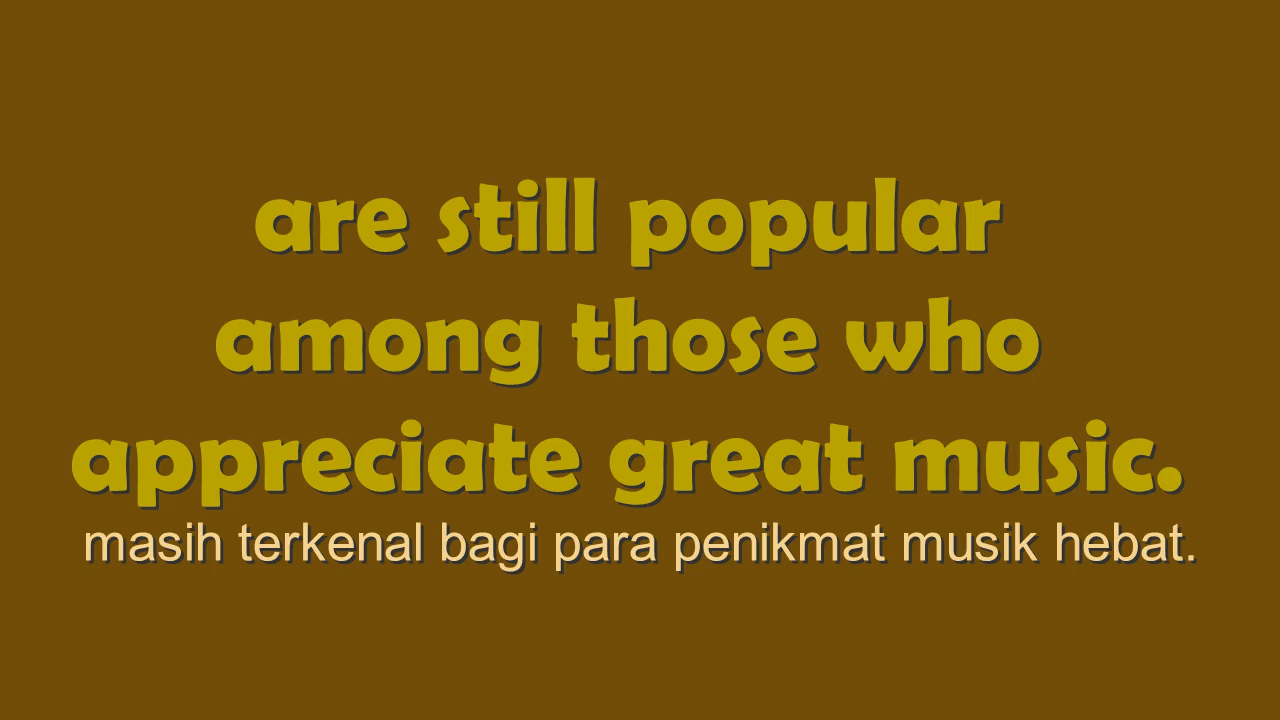 are still popular
among those who
appreciate great music.
masih terkenal bagi para penikmat musik hebat.